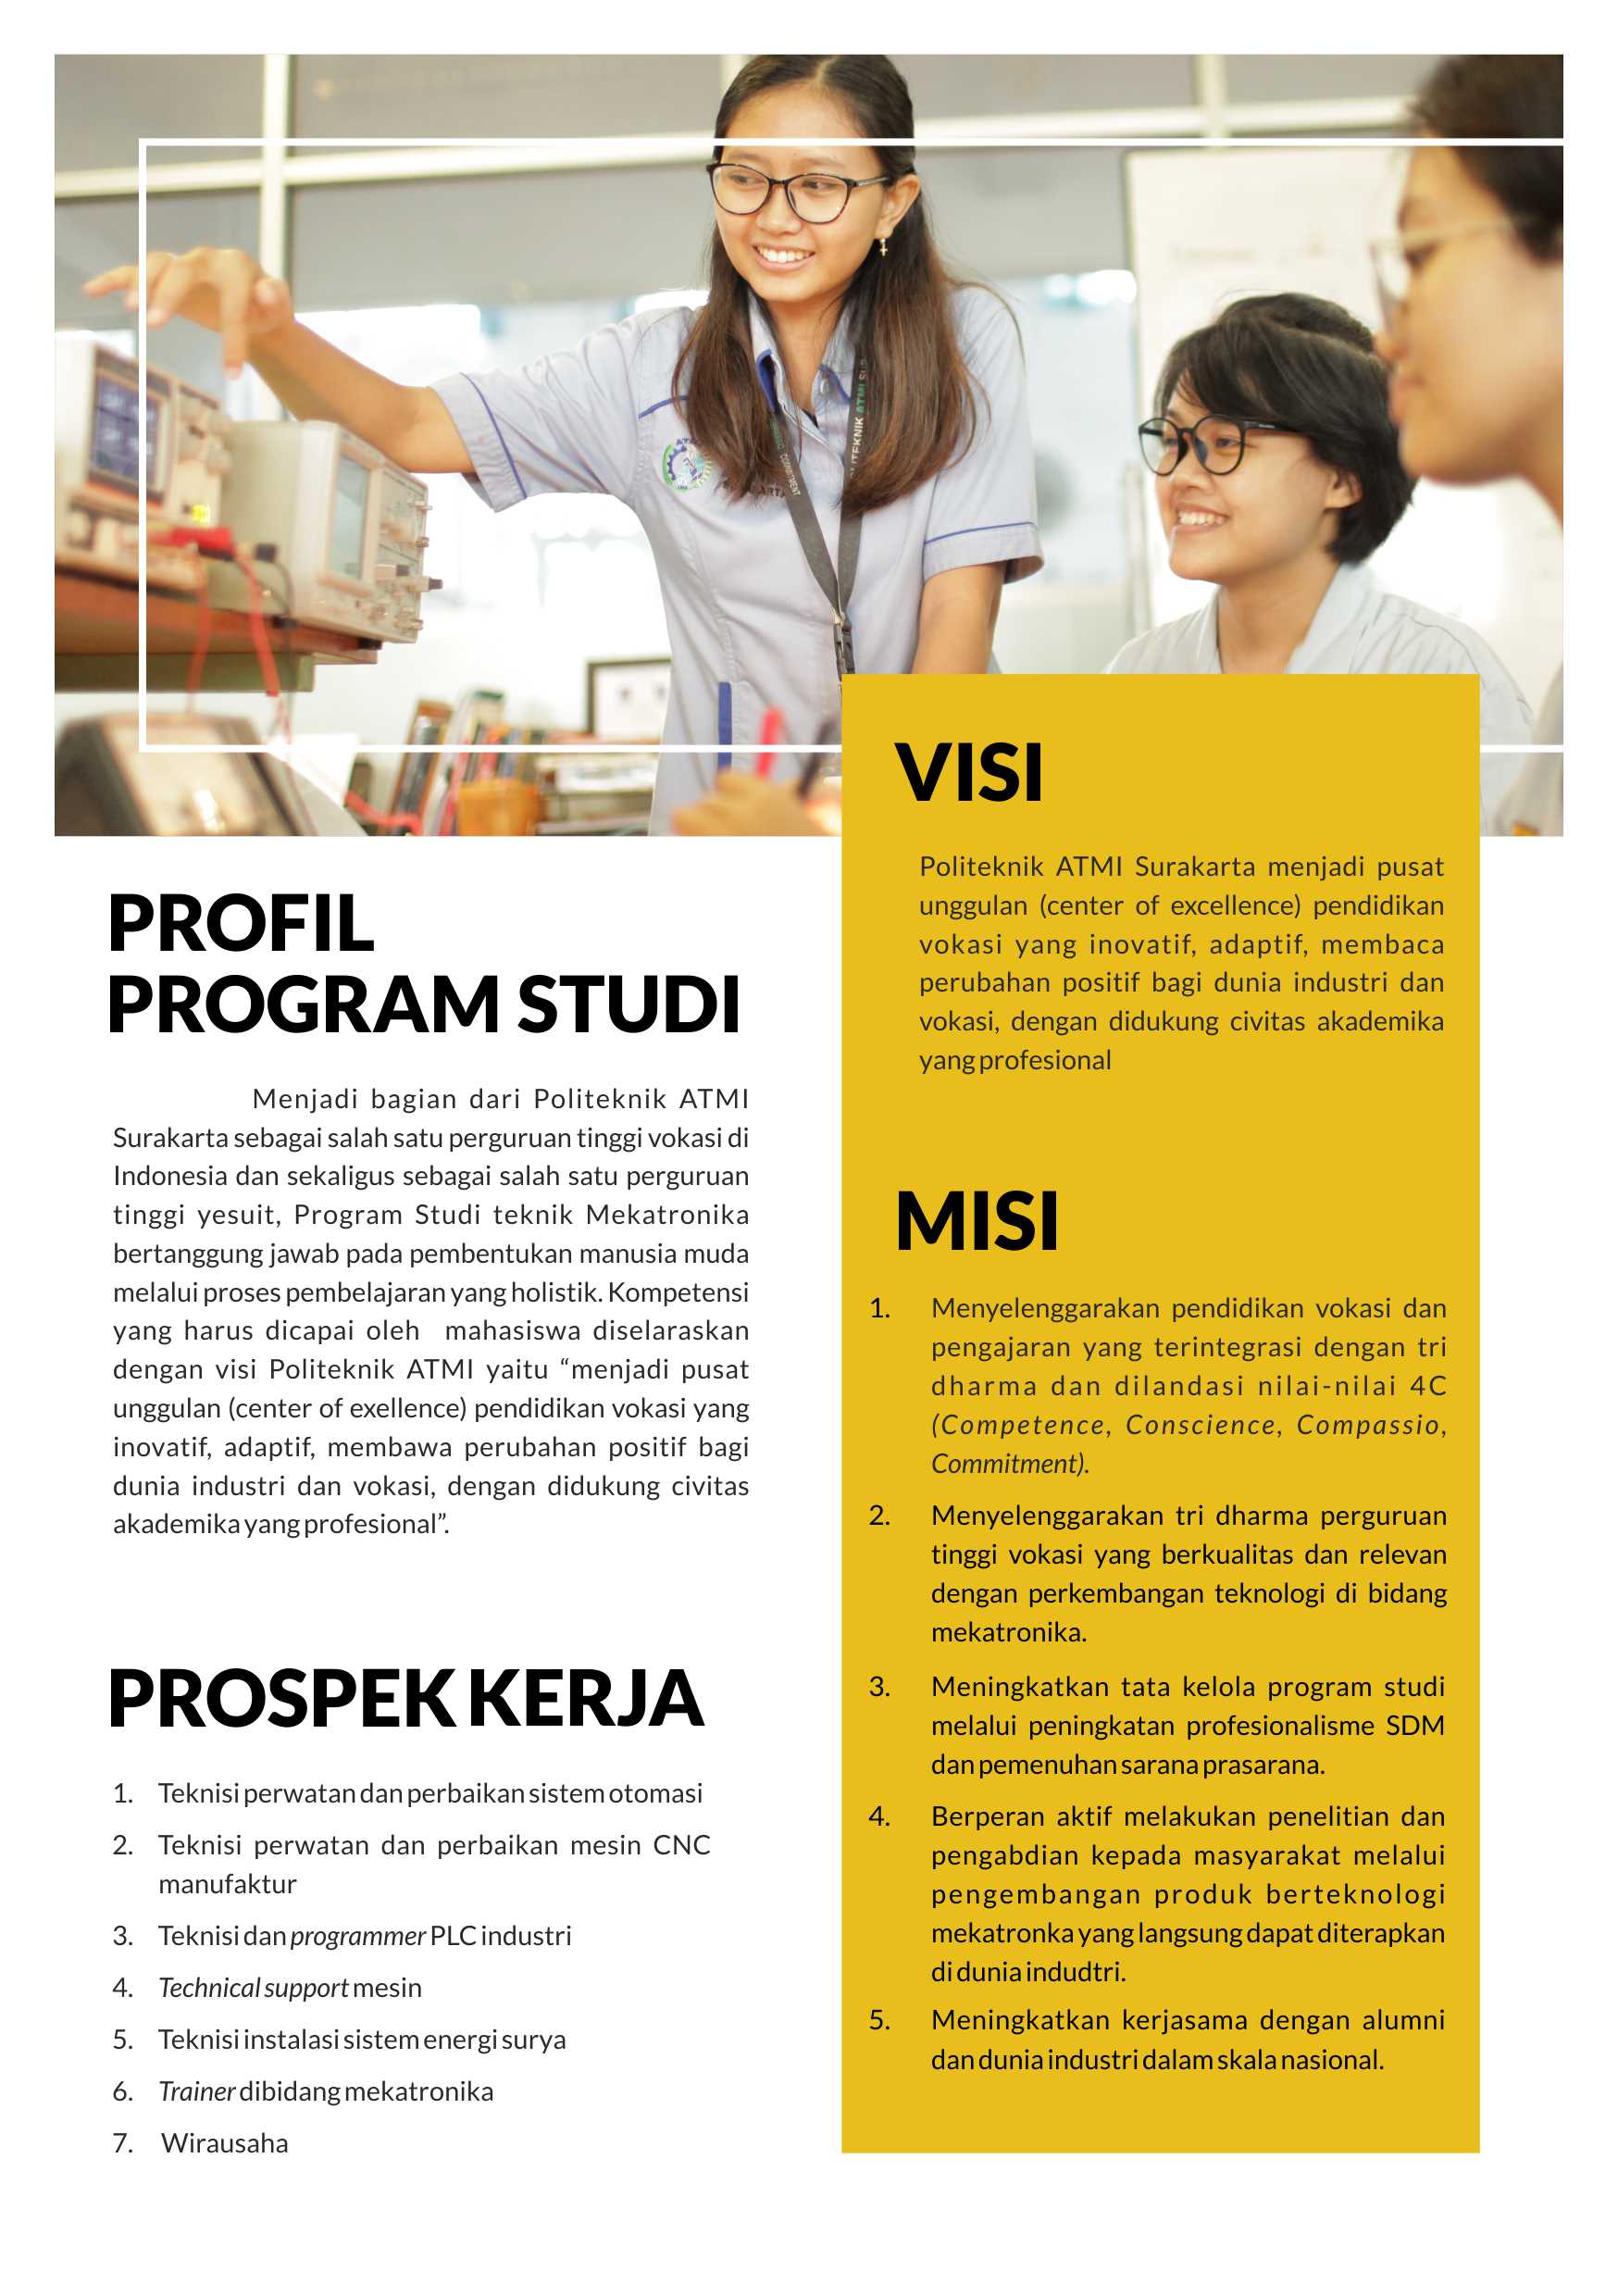 POLITEKNIK ATMI SU
COMMITMENT
PROFIL
PROGRAM STUDI
Menjadi bagian dari Politeknik ATMI
Surakarta sebagai salah satu perguruan tinggi vokasi di
Indonesia dan sekaligus sebagai salah satu perguruan
tinggi yesuit, Program Studi teknik Mekatronika
bertanggung jawab pada pembentukan manusia muda
melalui proses pembelajaran yang holistik. Kompetensi
yang harus dicapai oleh mahasiswa diselaraskan
dengan visi Politeknik ATMI yaitu “menjadi pusat
unggulan (center of exellence) pendidikan vokasi yang
inovatif, adaptif, membawa perubahan positif bagi
dunia industri dan vokasi, dengan didukung civitas
akademika yang profesional”.
PROSPEK KERJA
1. Teknisi perwatan dan perbaikan sistem otomasi
2. Teknisi perwatan dan perbaikan mesin CNC
manufaktur
3. Teknisi dan programmer PLC industri
4. Technical support mesin
5. Teknisi instalasi sistem energi surya
6. Trainer dibidang mekatronika
7. Wirausaha
VISI
Politeknik ATMI Surakarta menjadi pusat
unggulan (center of excellence) pendidikan
vokasi yang inovatif, adaptif, membaca
perubahan positif bagi dunia industri dan
vokasi, dengan didukung civitas akademika
yang profesional
MISI
1. Menyelenggarakan pendidikan vokasi dan
pengajaran yang terintegrasi dengan tri
dharma dan dilandasi nilai-nilai 4C
(Competence, Conscience, Compassio,
Commitment).
2. Menyelenggarakan tri dharma perguruan
tinggi vokasi yang berkualitas dan relevan
dengan perkembangan teknologi di bidang
mekatronika.
3. Meningkatkan tata kelola program studi
melalui peningkatan profesionalisme SDM
dan pemenuhan sarana prasarana.
4. Berperan aktif melakukan penelitian dan
pengabdian kepada masyarakat melalui
pengembangan produk berteknologi
mekatronka yang langsung dapat diterapkan
di dunia indudtri.
5. Meningkatkan kerjasama dengan alumni
dan dunia industri dalam skala nasional.